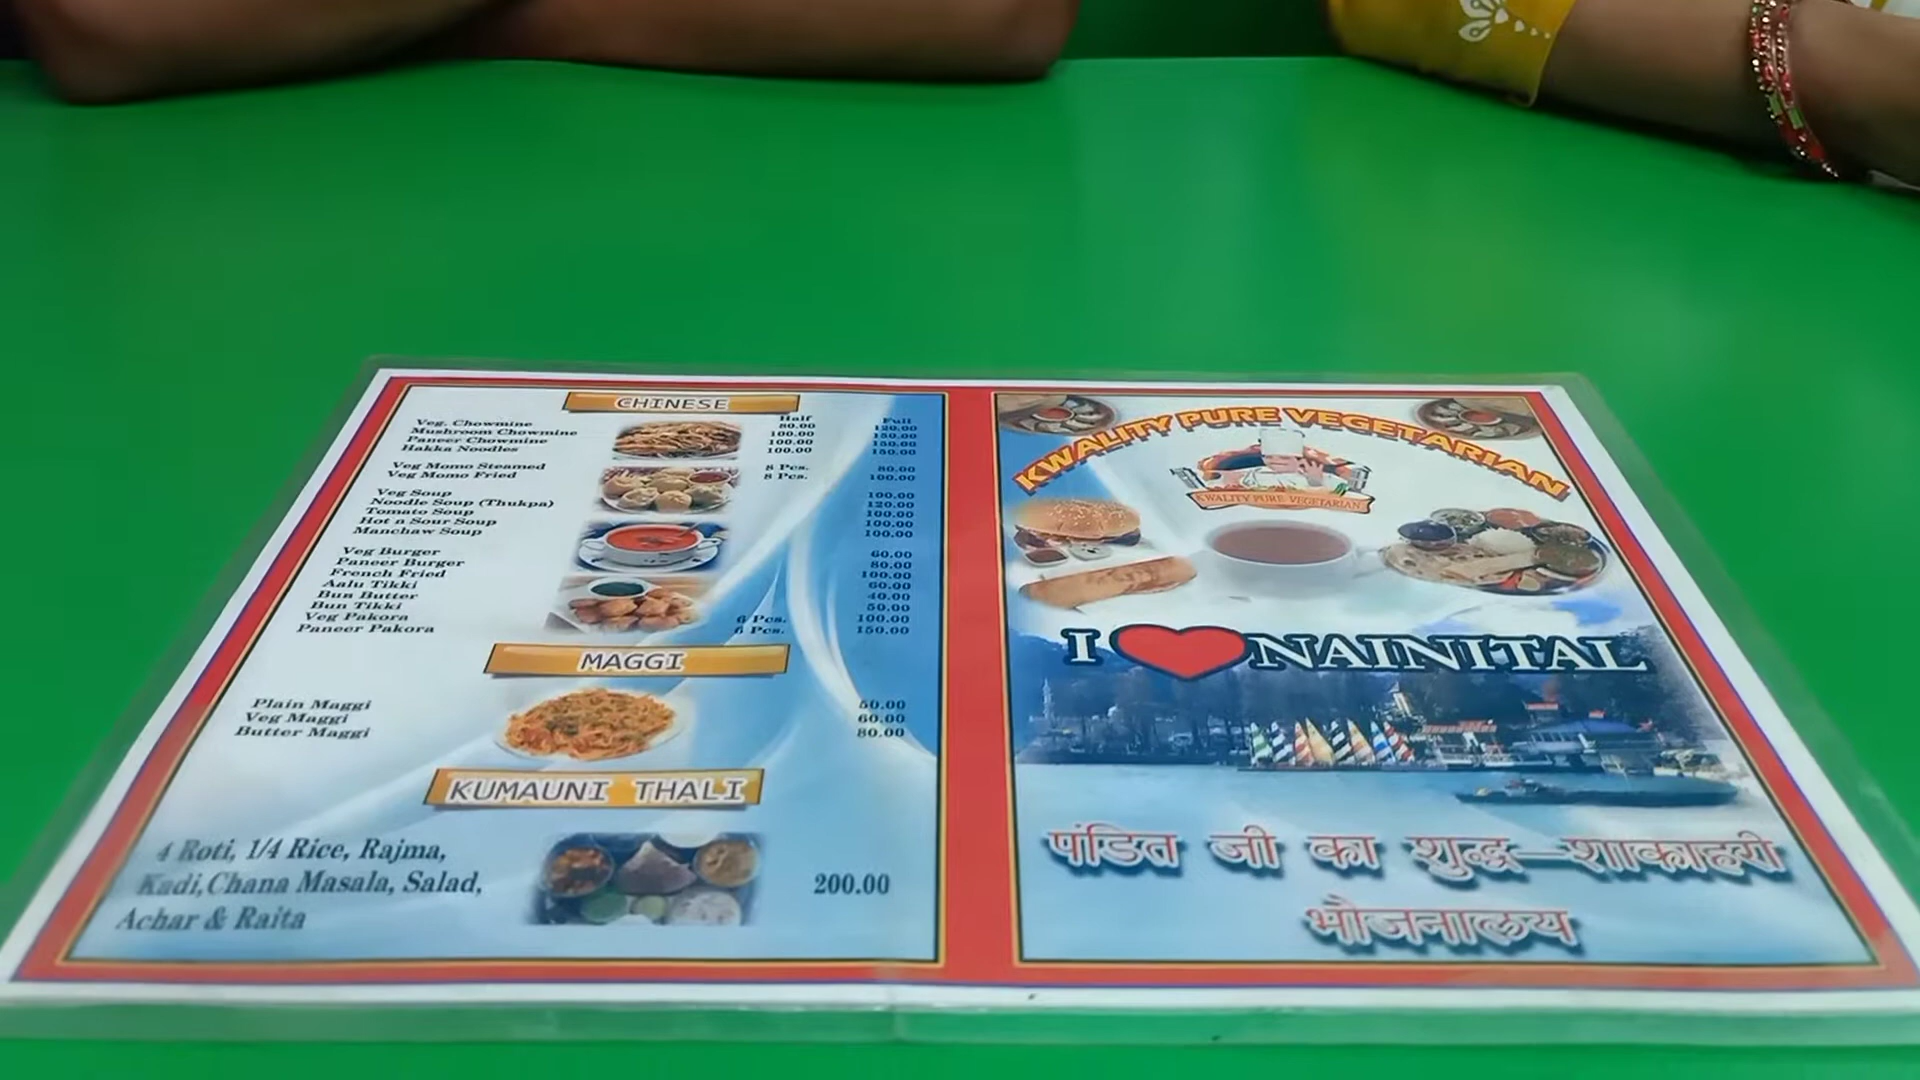 CHINESE
Half Full
Veg. Chowmine 80.00 120.00
Mushroom Chowmine 100.00 150.00
Paneer Chowmine 100.00 150.00
Hakka Noodles 100.00 150.00
Veg Momo Steamed 8 Pcs. 80.00
Veg Momo Fried 8 Pcs. 100.00
Veg Soup 100.00
Noodle Soup (Thukpa) 120.00
Tomato Soup 100.00
Hot n Sour Soup 100.00
Manchaw Soup 100.00
Veg Burger 60.00
Paneer Burger 80.00
French Fried 100.00
Aalu Tikki 60.00
Bun Butter 40.00
Bun Tikki 50.00
Veg Pakora 6 Pcs. 100.00
Paneer Pakora 6 Pcs. 150.00
MAGGI
Plain Maggi 50.00
Veg Maggi 60.00
Butter Maggi 80.00
KUMAUNI THALI
4 Roti, 1/4 Rice, Rajma,
Kadi, Chana Masala, Salad, 200.00
Achar & Raita
KWALITY PURE VEGETARIAN
KWALITY PURE VEGETARIAN
I ❤ NAINITAL
पंडित जी का शुद्ध-शाकाहरी
भोजनालय